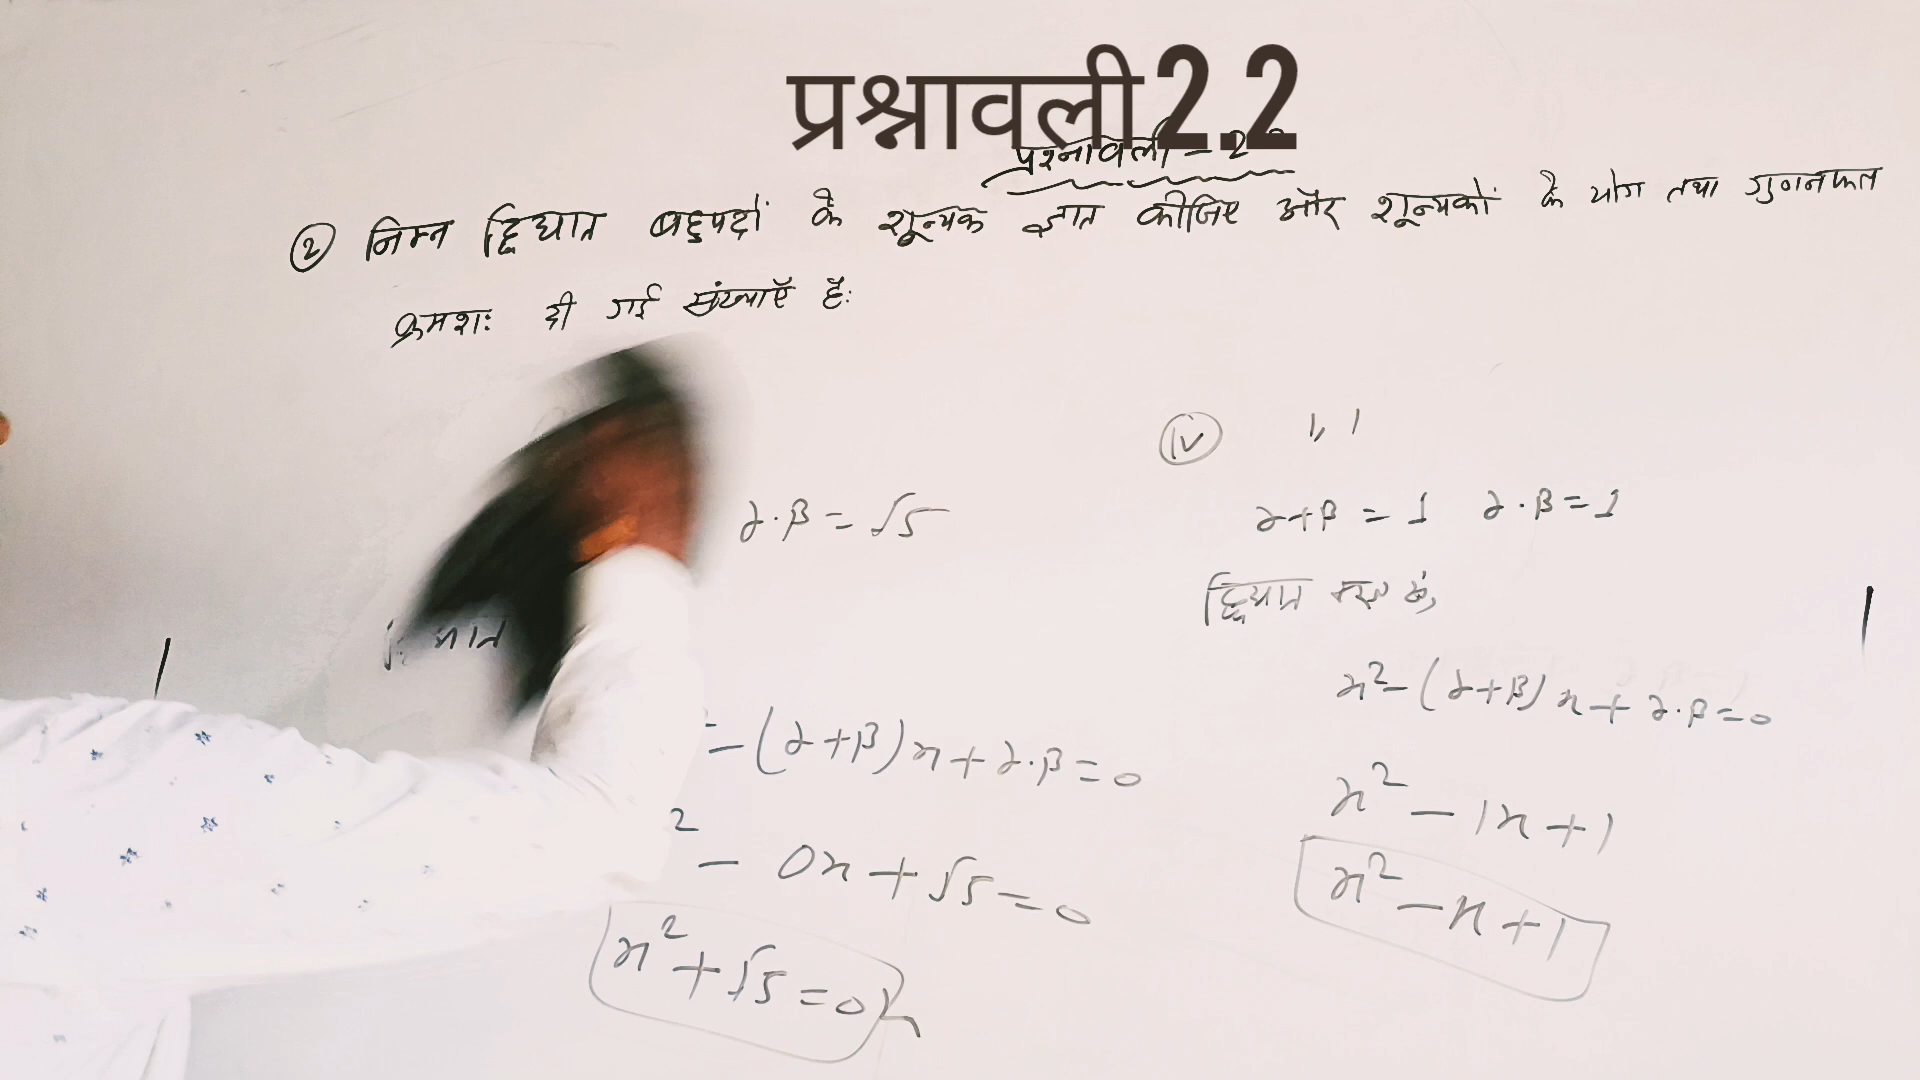 प्रश्नावली 2.2
प्रश्नावली - 2
② निम्न द्विघात बहुपदों के शून्यक ज्ञात कीजिए और शून्यकों के योग तथा गुणनफल
क्रमशः दी गई संख्याएँ हैं:
α·β = √5
- (α+β)x + α·β = 0
2 - 0x + √5 = 0
x² + √5 = 0
(iv) 1, 1
α+β = 1 α·β = 1
द्विघात
x² - (α+β)x + α·β = 0
x² - 1x + 1
x² - x + 1